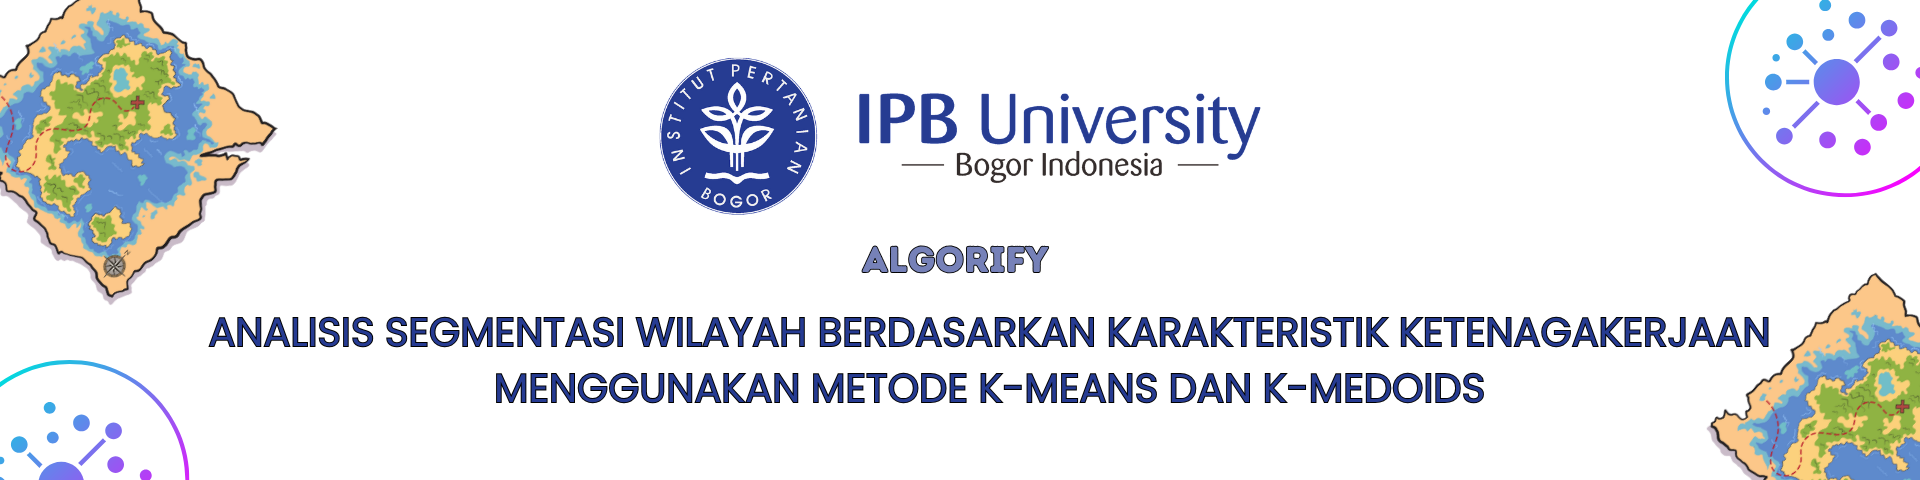 INSTITUT PERTANIAN
BOGOR
IPB University
Bogor Indonesia
ALGORIFY
ANALISIS SEGMENTASI WILAYAH BERDASARKAN KARAKTERISTIK KETENAGAKERJAAN
MENGGUNAKAN METODE K-MEANS DAN K-MEDOIDS